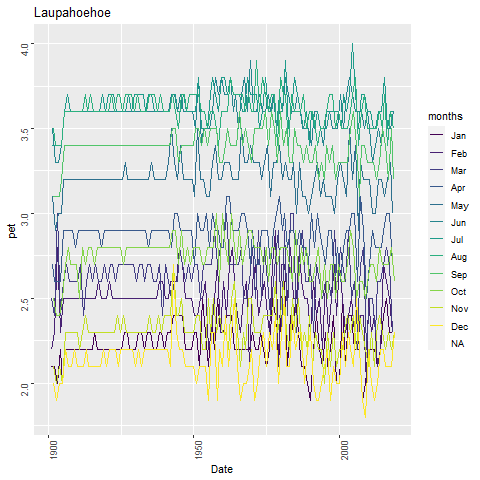 Laupahoehoe
pet
4.0
3.5
3.0
2.5
2.0
1900
1950
2000
Date
months
Jan
Feb
Mar
Apr
May
Jun
Jul
Aug
Sep
Oct
Nov
Dec
NA